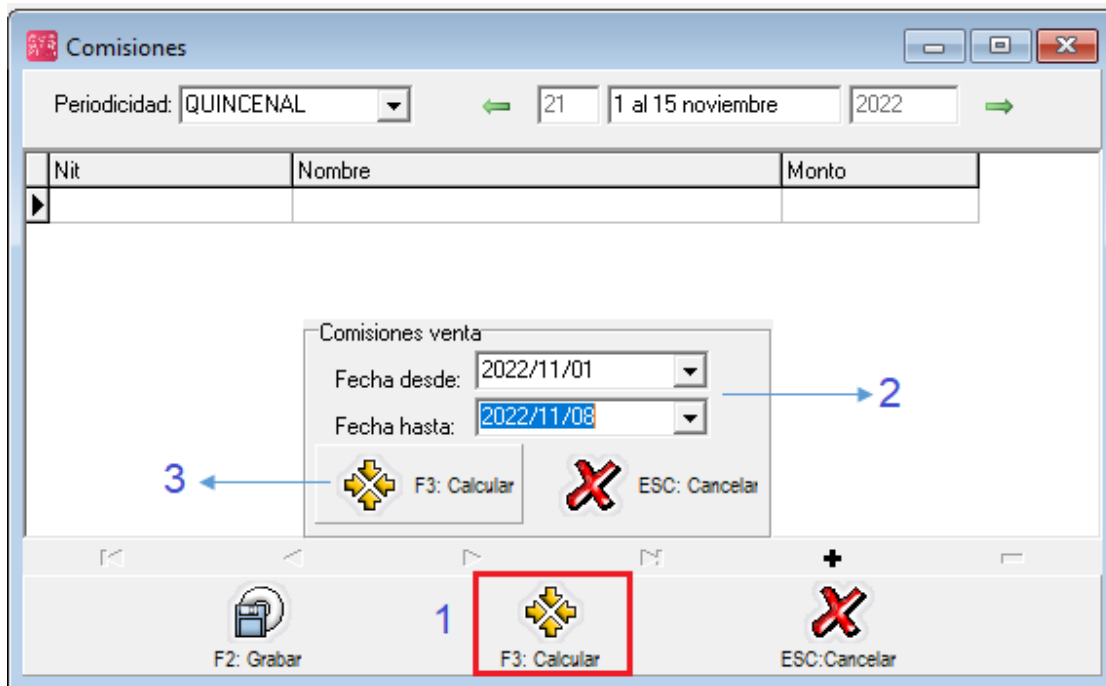 Comisiones
Periodicidad: QUINCENAL 21 1 al 15 noviembre 2022
Nit Nombre Monto
Comisiones venta
Fecha desde: 2022/11/01
Fecha hasta: 2022/11/08
2
3 F3: Calcular ESC: Cancelar
1
F2: Grabar F3: Calcular ESC:Cancelar